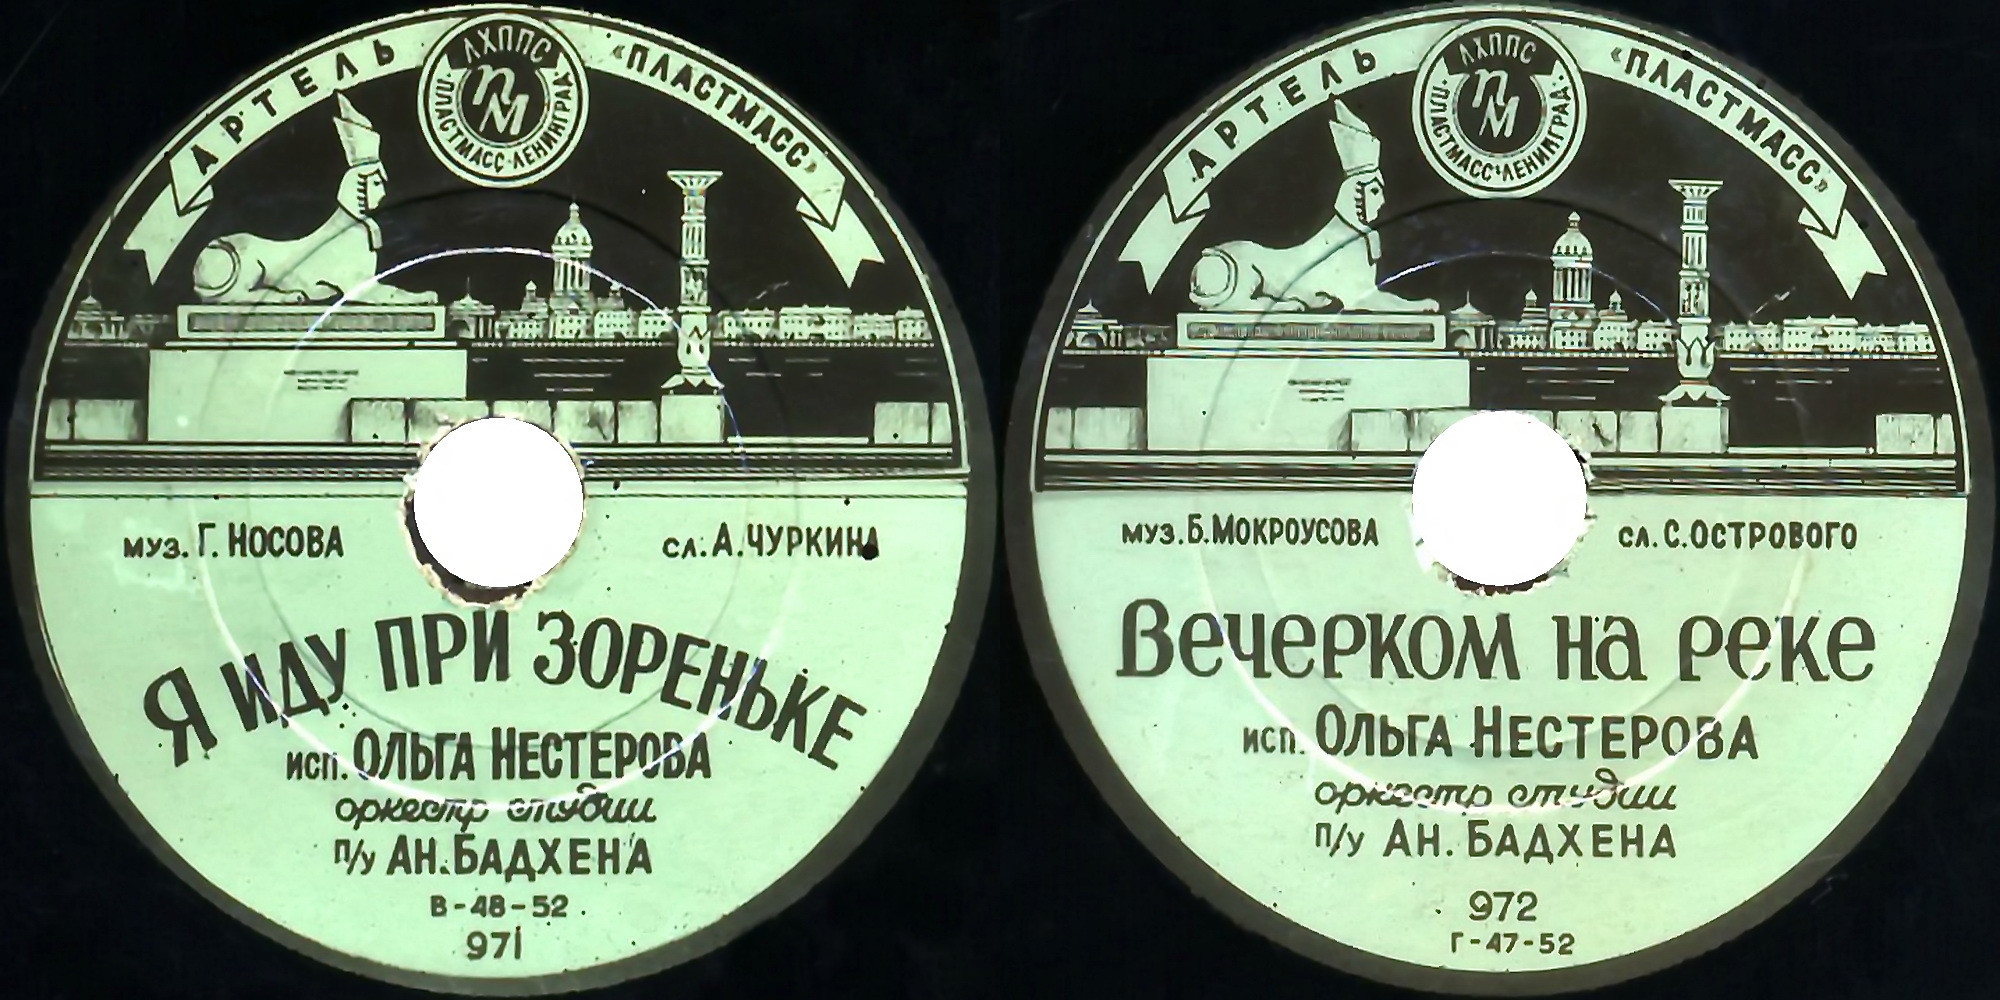 АРТЕЛЬ «ПЛАСТМАСС»
ЛХППС
ПМ
ПЛАСТМАСС·ЛЕНИНГРАД
муз. Г. НОСОВА
сл. А. ЧУРКИНА
Я ИДУ ПРИ ЗОРЕНЬКЕ
исп. ОЛЬГА НЕСТЕРОВА
оркестр студии
п/у АН. БАДХЕНА
В-48-52
971
АРТЕЛЬ «ПЛАСТМАСС»
ЛХППС
ПМ
ПЛАСТМАСС·ЛЕНИНГРАД
муз. Б. МОКРОУСОВА
сл. С. ОСТРОВОГО
Вечерком на реке
исп. ОЛЬГА НЕСТЕРОВА
оркестр студии
п/у АН. БАДХЕНА
972
Г-47-52